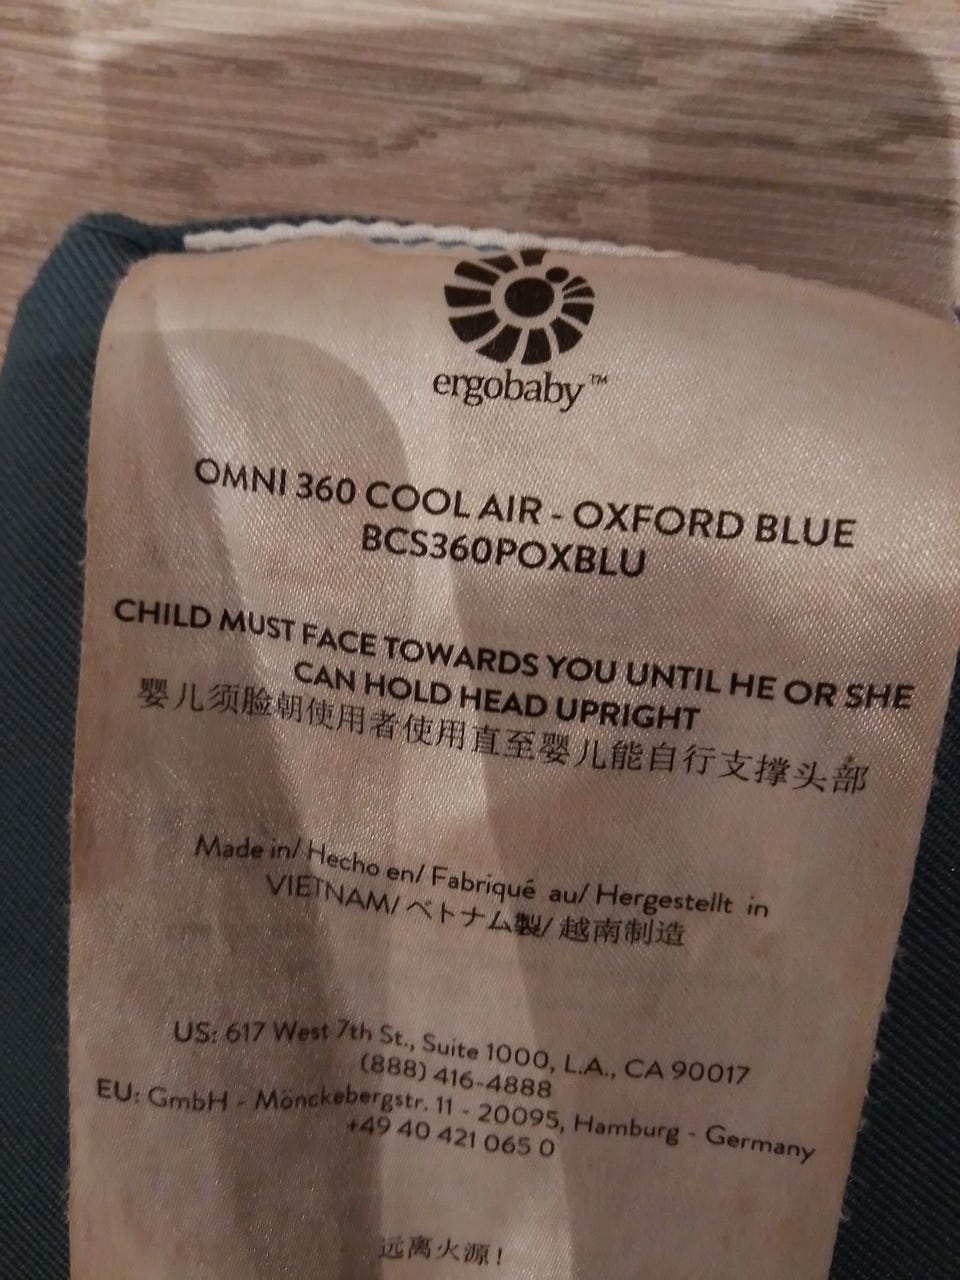 ergobaby™
OMNI 360 COOL AIR - OXFORD BLUE
BCS360POXBLU
CHILD MUST FACE TOWARDS YOU UNTIL HE OR SHE
CAN HOLD HEAD UPRIGHT
婴儿须脸朝使用者使用直至婴儿能自行支撑头部
Made in/ Hecho en/ Fabriqué au/ Hergestellt in
VIETNAM/ ベトナム製/ 越南制造
US: 617 West 7th St., Suite 1000, L.A., CA 90017
(888) 416-4888
EU: GmbH - Mönckebergstr. 11 - 20095, Hamburg - Germany
+49 40 421 065 0
远离火源!